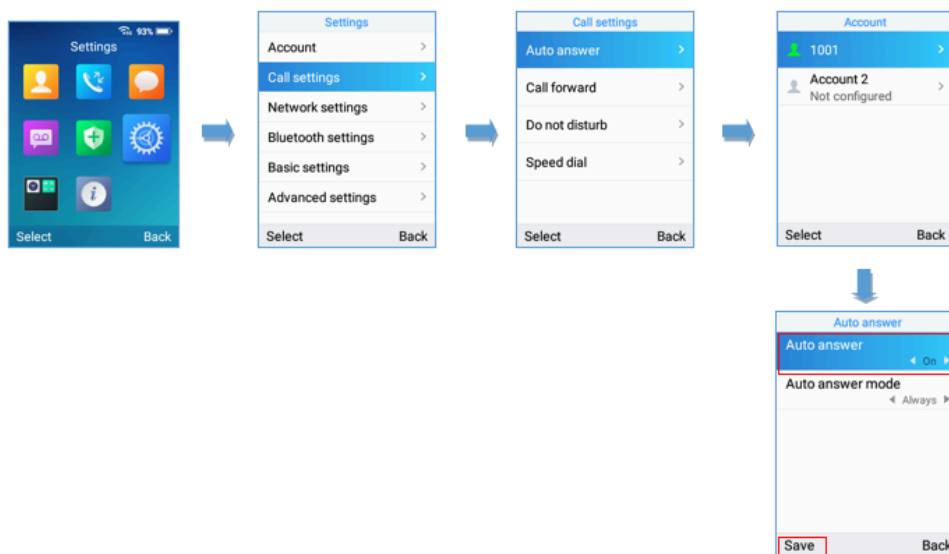 93%
Settings
Select Back
Settings
Account
Call settings
Network settings
Bluetooth settings
Basic settings
Advanced settings
Select Back
Call settings
Auto answer
Call forward
Do not disturb
Speed dial
Select Back
Account
1001
Account 2
Not configured
Select Back
Auto answer
Auto answer
On
Auto answer mode
Always
Save Back